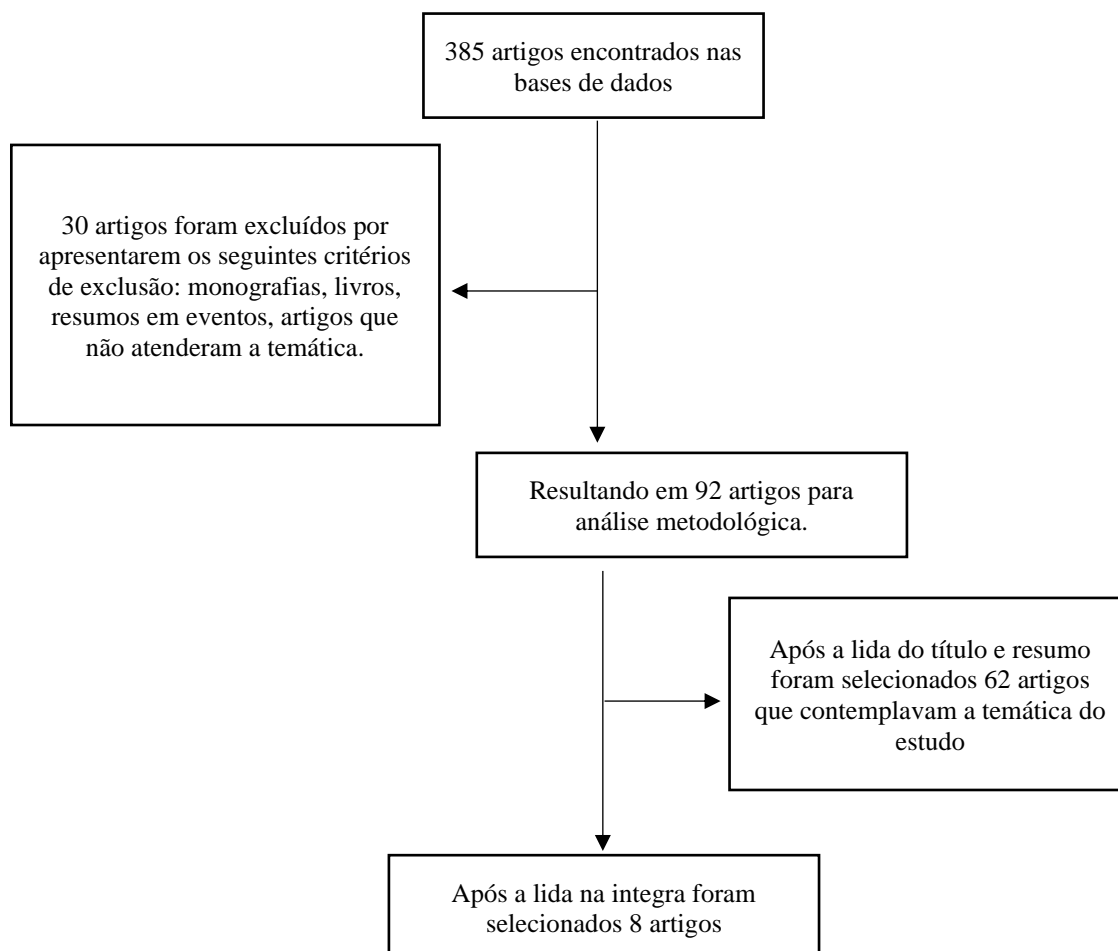 385 artigos encontrados nas
bases de dados
30 artigos foram excluídos por
apresentarem os seguintes critérios
de exclusão: monografias, livros,
resumos em eventos, artigos que
não atenderam a temática.
Resultando em 92 artigos para
análise metodológica.
Após a lida do título e resumo
foram selecionados 62 artigos
que contemplavam a temática do
estudo
Após a lida na integra foram
selecionados 8 artigos